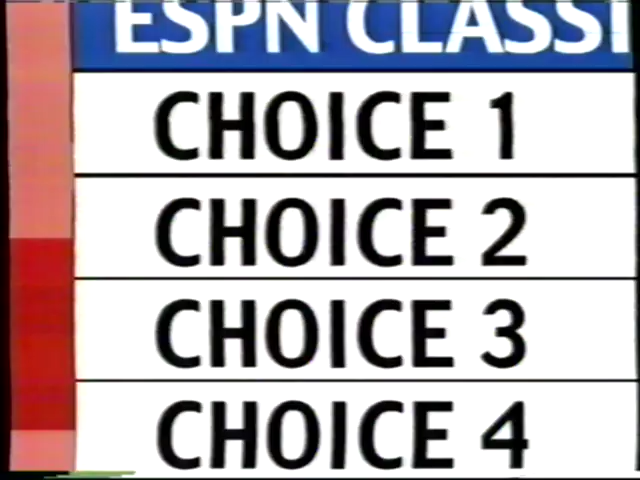 ESPN CLASSI
CHOICE 1
CHOICE 2
CHOICE 3
CHOICE 4